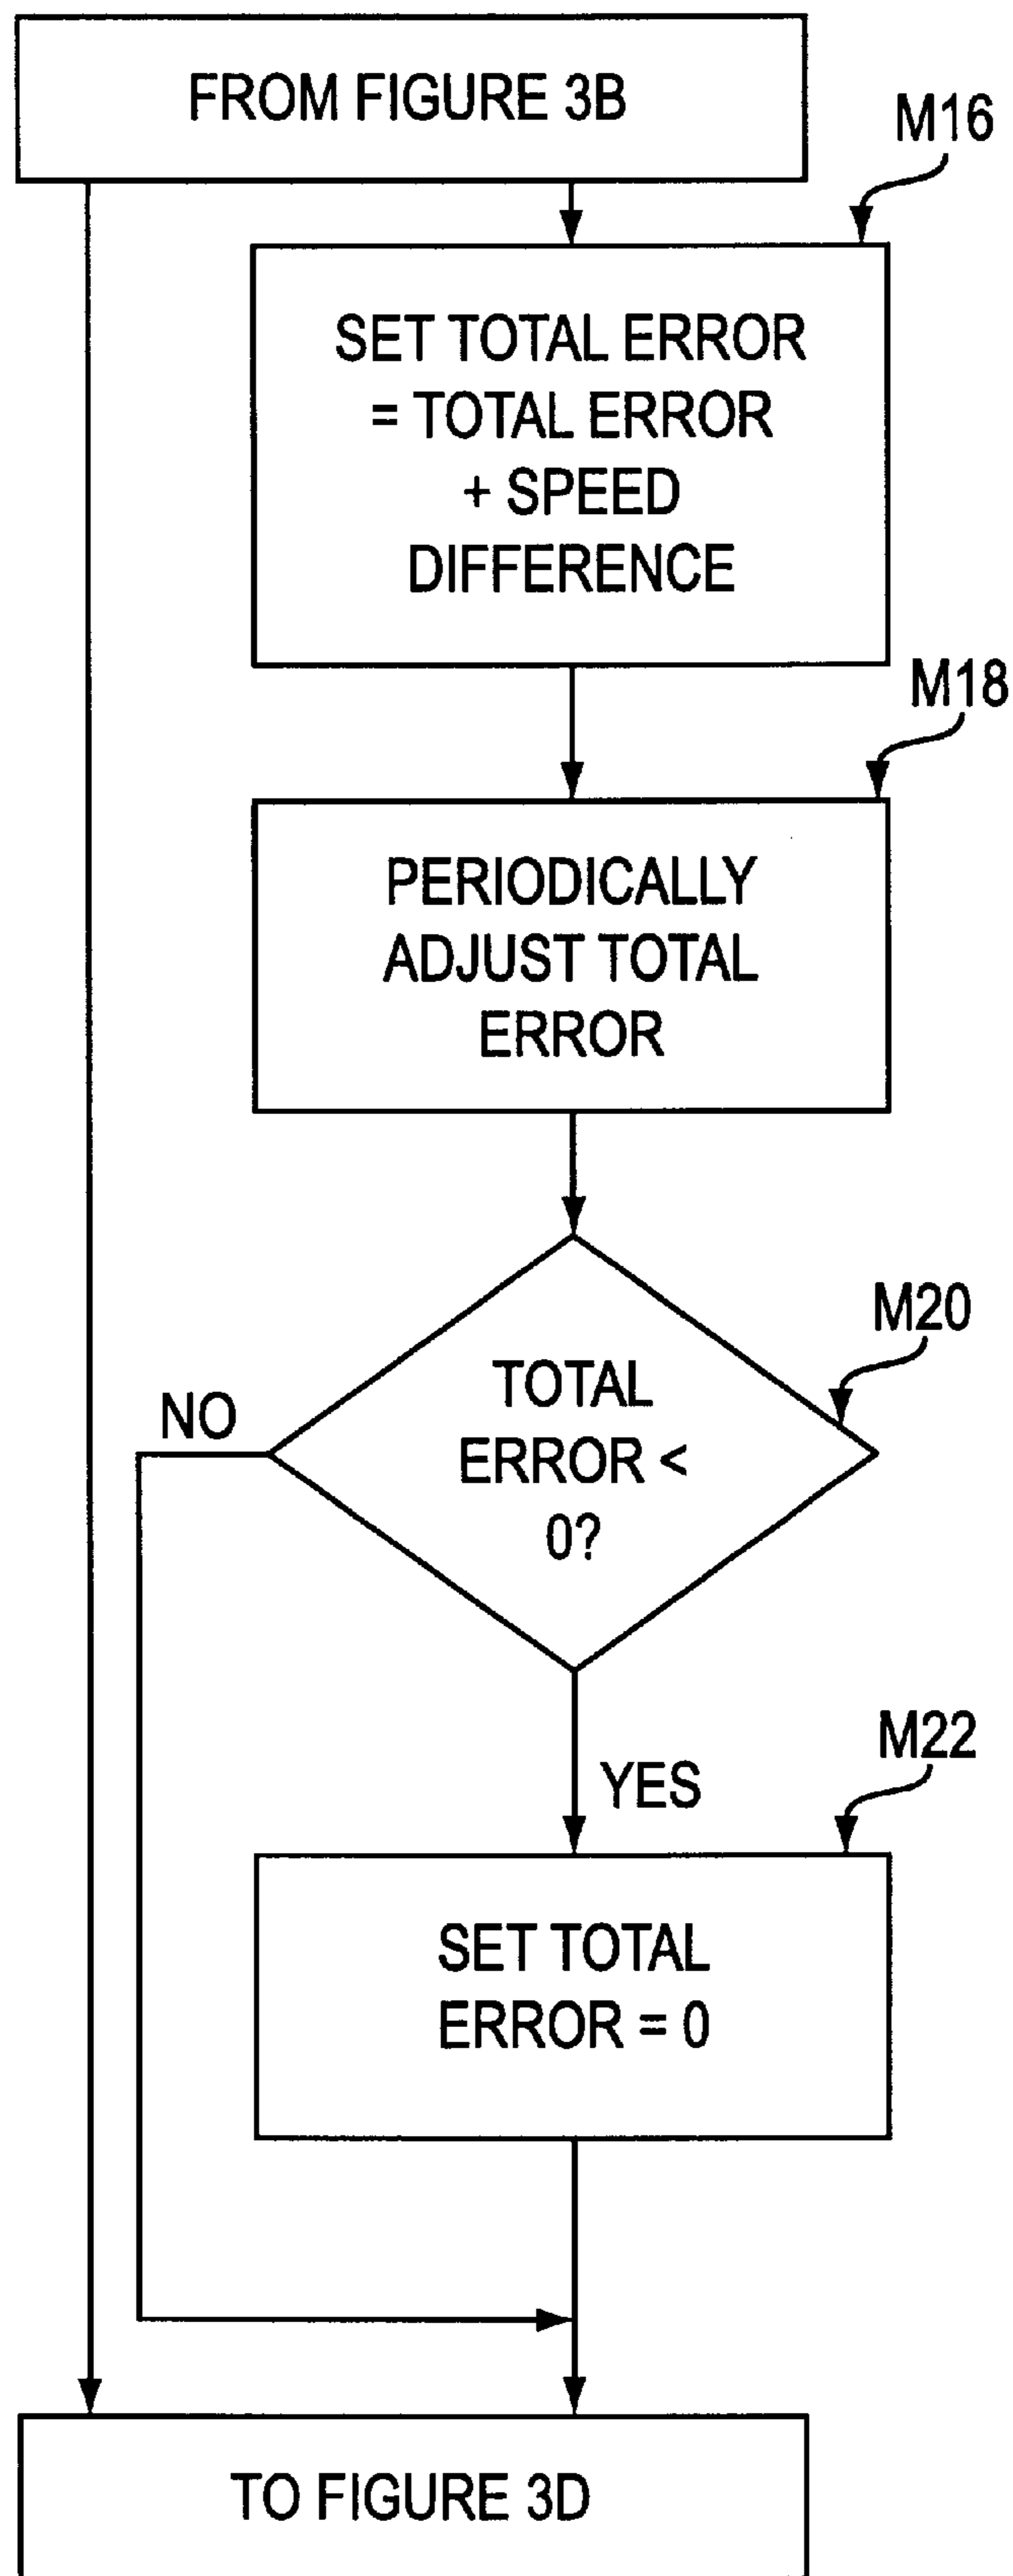 FROM FIGURE 3B
M16
SET TOTAL ERROR
= TOTAL ERROR
+ SPEED
DIFFERENCE
M18
PERIODICALLY
ADJUST TOTAL
ERROR
M20
NO
TOTAL
ERROR <
0?
YES
M22
SET TOTAL
ERROR = 0
TO FIGURE 3D